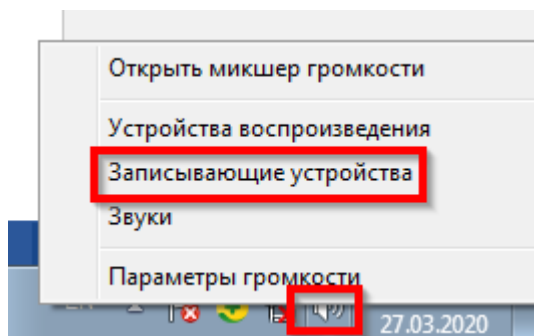 Открыть микшер громкости
Устройства воспроизведения
Записывающие устройства
Звуки
Параметры громкости
27.03.2020